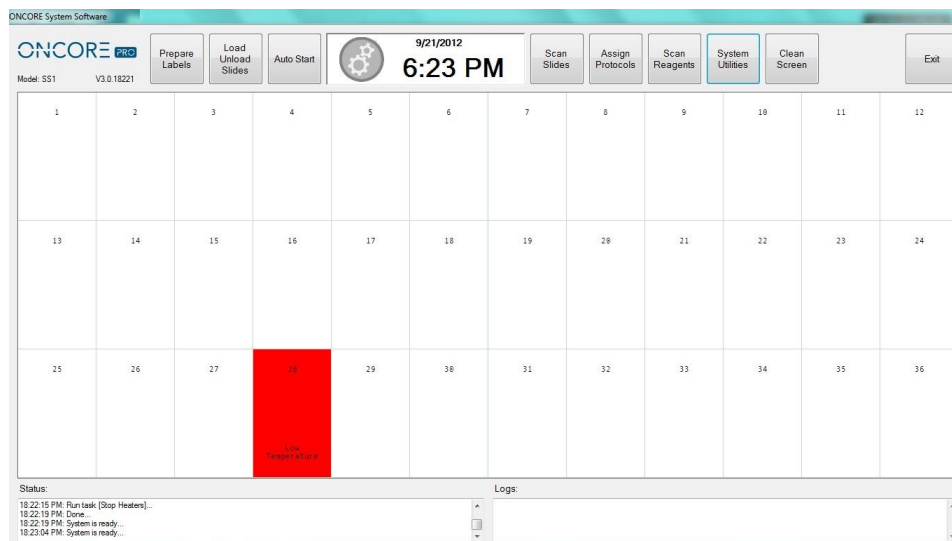 ONCORE System Software
ONCORE PRO
Model: SS1 V3.0.18221
Prepare
Labels
Load
Unload
Slides
Auto Start
9/21/2012
6:23 PM
Scan
Slides
Assign
Protocols
Scan
Reagents
System
Utilities
Clean
Screen
Exit
1 2 3 4 5 6 7 8 9 10 11 12
13 14 15 16 17 18 19 20 21 22 23 24
25 26 27 28 29 30 31 32 33 34 35 36
Low
Temperature
Status:
18:22:15 PM: Run task [Stop Heaters]...
18:22:19 PM: Done...
18:22:19 PM: System is ready...
18:23:04 PM: System is ready...
Logs: